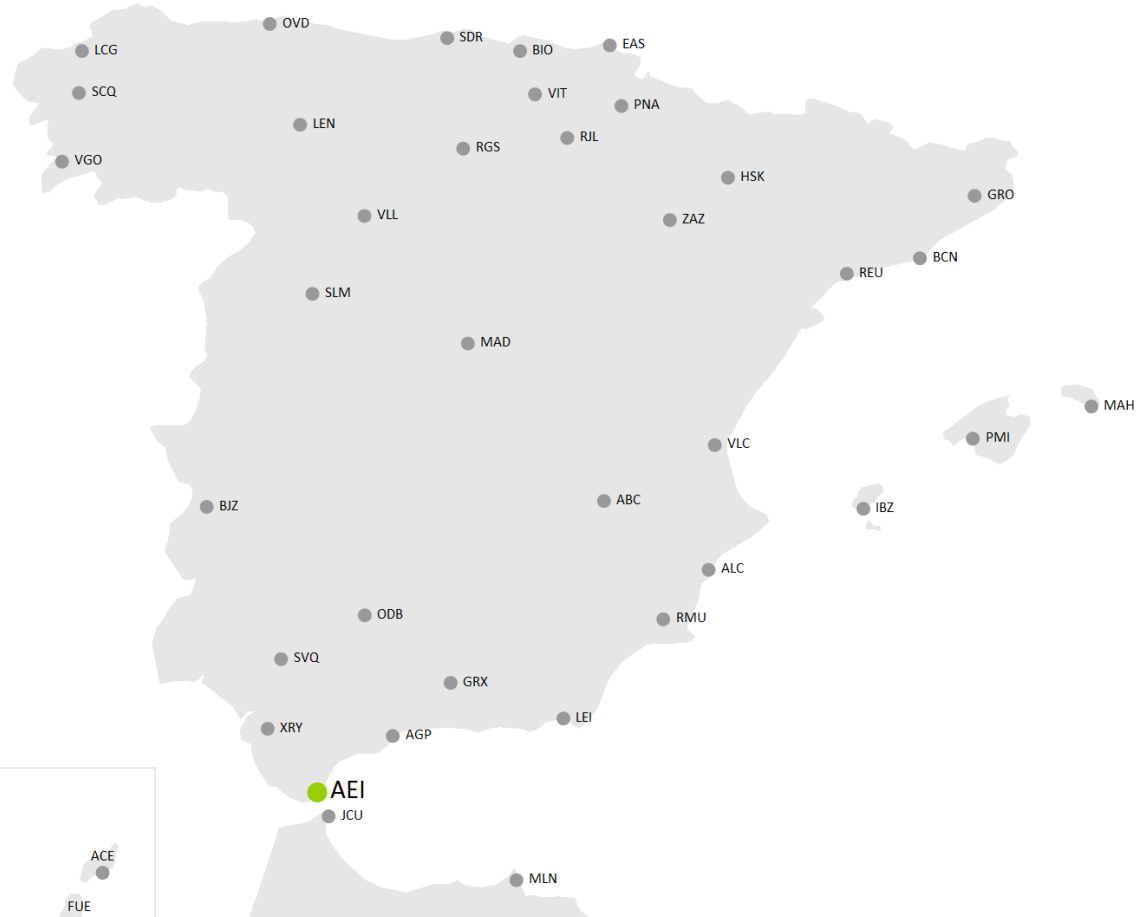 OVD
SDR
EAS
LCG
BIO
SCQ
VIT
PNA
LEN
RJL
RGS
VGO
HSK
GRO
VLL
ZAZ
BCN
REU
SLM
MAD
MAH
PMI
VLC
ABC
BJZ
IBZ
ALC
ODB
RMU
SVQ
GRX
LEI
XRY
AGP
AEI
JCU
ACE
MLN
FUE